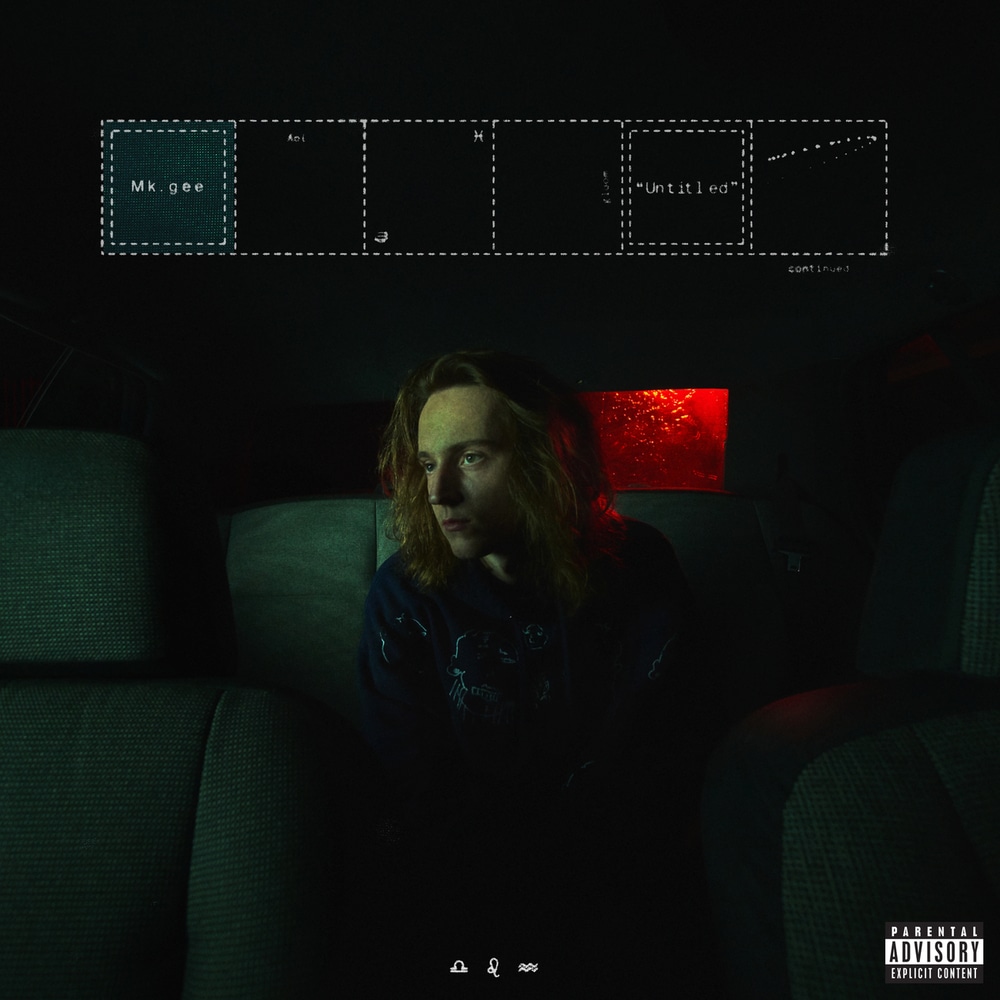 Mk.gee
“Untitled”
continued
PARENTAL
ADVISORY
EXPLICIT CONTENT